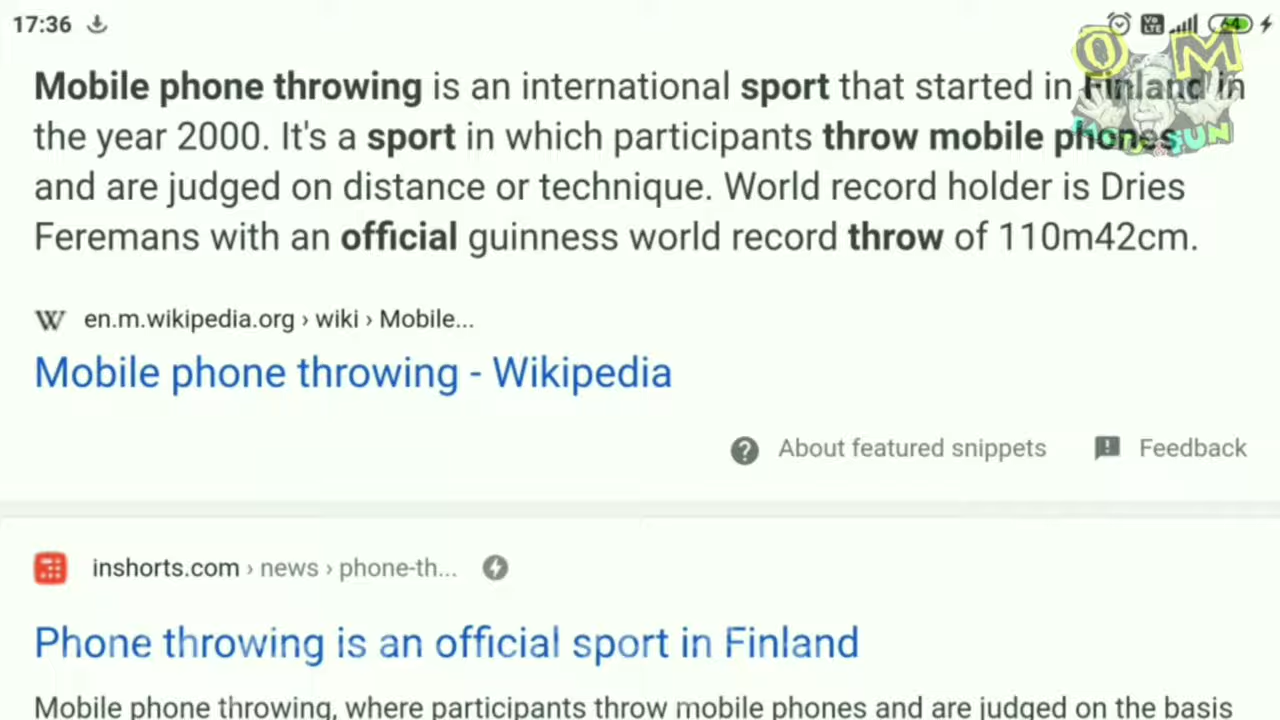 17:36
Vo LTE
64
O M
FUN
Mobile phone throwing is an international sport that started in Finland in
the year 2000. It's a sport in which participants throw mobile phones
and are judged on distance or technique. World record holder is Dries
Feremans with an official guinness world record throw of 110m42cm.
W en.m.wikipedia.org › wiki › Mobile...
Mobile phone throwing - Wikipedia
? About featured snippets ! Feedback
inshorts.com › news › phone-th...
Phone throwing is an official sport in Finland
Mobile phone throwing, where participants throw mobile phones and are judged on the basis